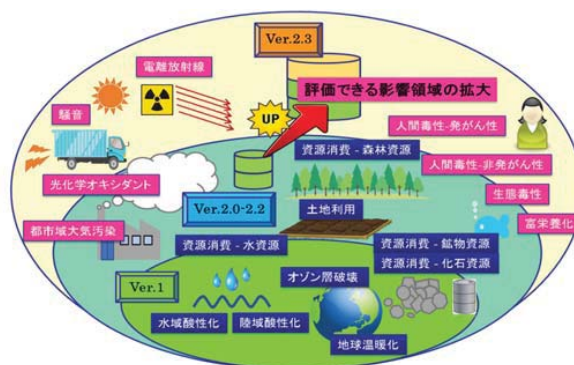 Ver.2.3
電離放射線
評価できる影響領域の拡大
騒音
UP
人間毒性-発がん性
資源消費 - 森林資源
人間毒性-非発がん性
光化学オキシダント
生態毒性
Ver.2.0-2.2
土地利用
富栄養化
都市域大気汚染
資源消費 - 水資源
資源消費 - 鉱物資源
資源消費 - 化石資源
Ver.1
オゾン層破壊
水域酸性化
陸域酸性化
地球温暖化